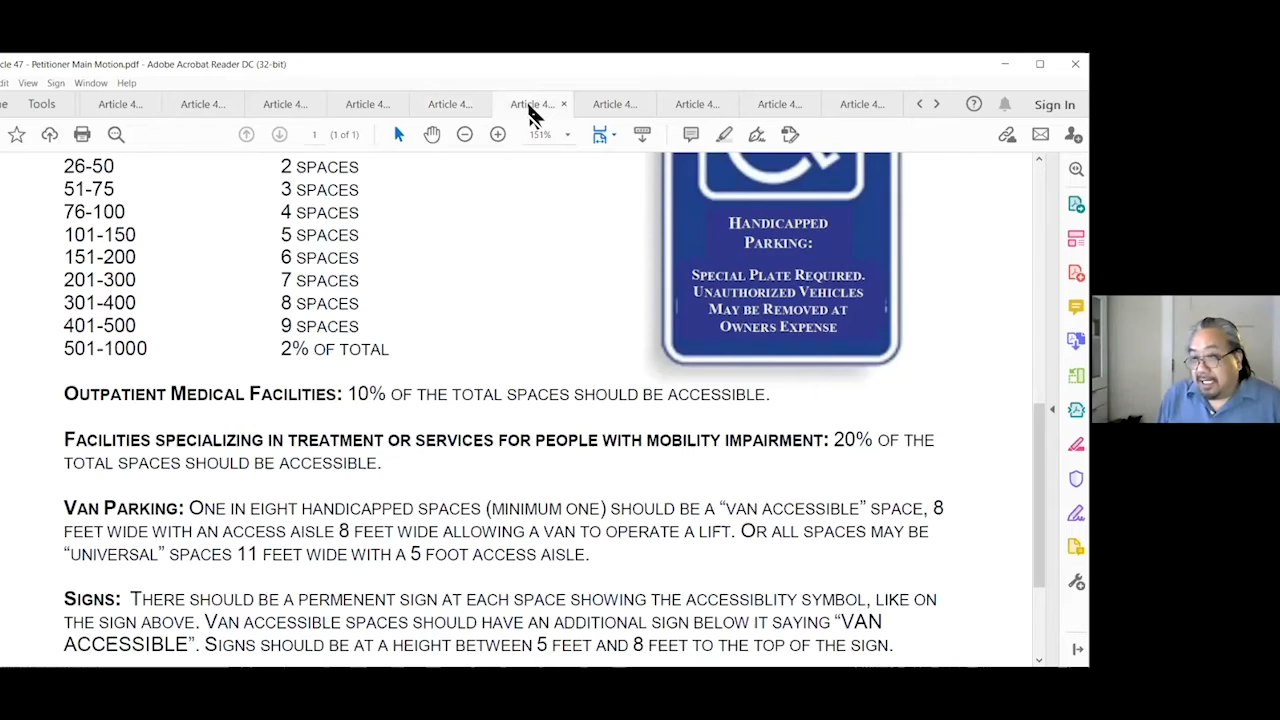 cle 47 - Petitioner Main Motion.pdf - Adobe Acrobat Reader DC (32-bit)
dit View Sign Window Help
ne Tools Article 4... Article 4... Article 4... Article 4... Article 4... Article 4... × Article 4... Article 4... Article 4... Article 4... Sign In
1 (1 of 1) 151%
26-50 2 SPACES
51-75 3 SPACES
76-100 4 SPACES
101-150 5 SPACES
151-200 6 SPACES
201-300 7 SPACES
301-400 8 SPACES
401-500 9 SPACES
501-1000 2% OF TOTAL
HANDICAPPED
PARKING:
SPECIAL PLATE REQUIRED.
UNAUTHORIZED VEHICLES
MAY BE REMOVED AT
OWNERS EXPENSE
OUTPATIENT MEDICAL FACILITIES: 10% OF THE TOTAL SPACES SHOULD BE ACCESSIBLE.
FACILITIES SPECIALIZING IN TREATMENT OR SERVICES FOR PEOPLE WITH MOBILITY IMPAIRMENT: 20% OF THE
TOTAL SPACES SHOULD BE ACCESSIBLE.
VAN PARKING: ONE IN EIGHT HANDICAPPED SPACES (MINIMUM ONE) SHOULD BE A “VAN ACCESSIBLE” SPACE, 8
FEET WIDE WITH AN ACCESS AISLE 8 FEET WIDE ALLOWING A VAN TO OPERATE A LIFT. OR ALL SPACES MAY BE
“UNIVERSAL” SPACES 11 FEET WIDE WITH A 5 FOOT ACCESS AISLE.
SIGNS: THERE SHOULD BE A PERMENENT SIGN AT EACH SPACE SHOWING THE ACCESSIBLITY SYMBOL, LIKE ON
THE SIGN ABOVE. VAN ACCESSIBLE SPACES SHOULD HAVE AN ADDITIONAL SIGN BELOW IT SAYING “VAN
ACCESSIBLE”. SIGNS SHOULD BE AT A HEIGHT BETWEEN 5 FEET AND 8 FEET TO THE TOP OF THE SIGN.